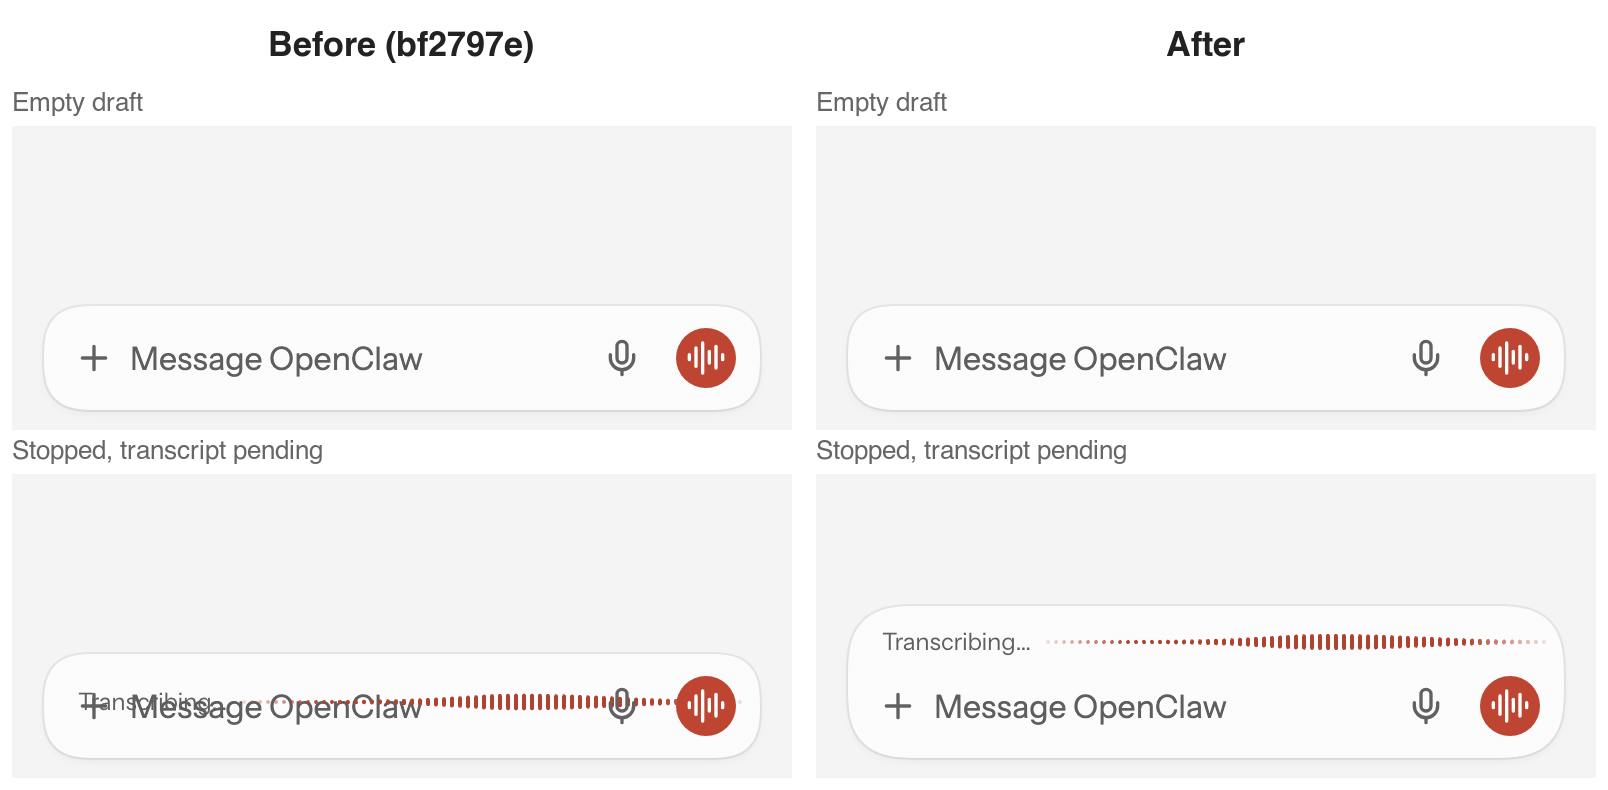 Before (bf2797e)
After
Empty draft
Empty draft
Message OpenClaw
Message OpenClaw
Stopped, transcript pending
Stopped, transcript pending
Transcribing...
Message OpenClaw
Transcribing...
Message OpenClaw